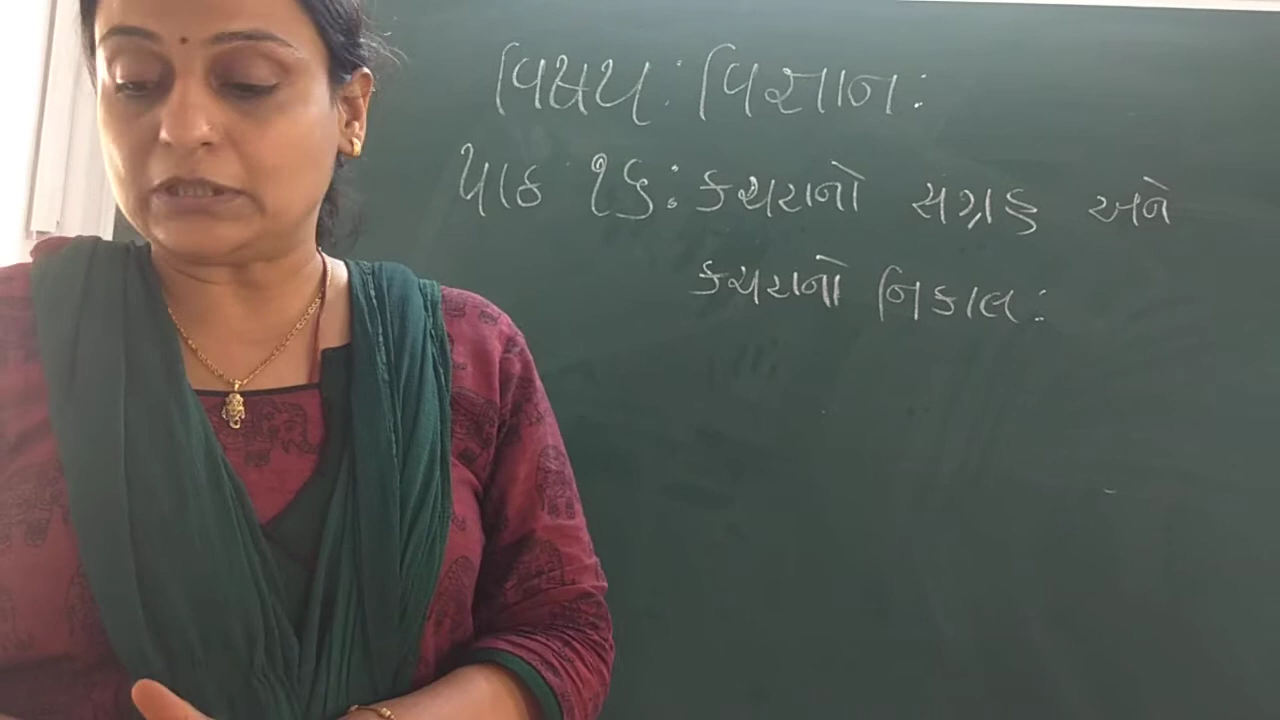 વિષય: વિજ્ઞાન:
પાઠ ૧૬: કચરાનો સંગ્રહ અને
કચરાનો નિકાલ: